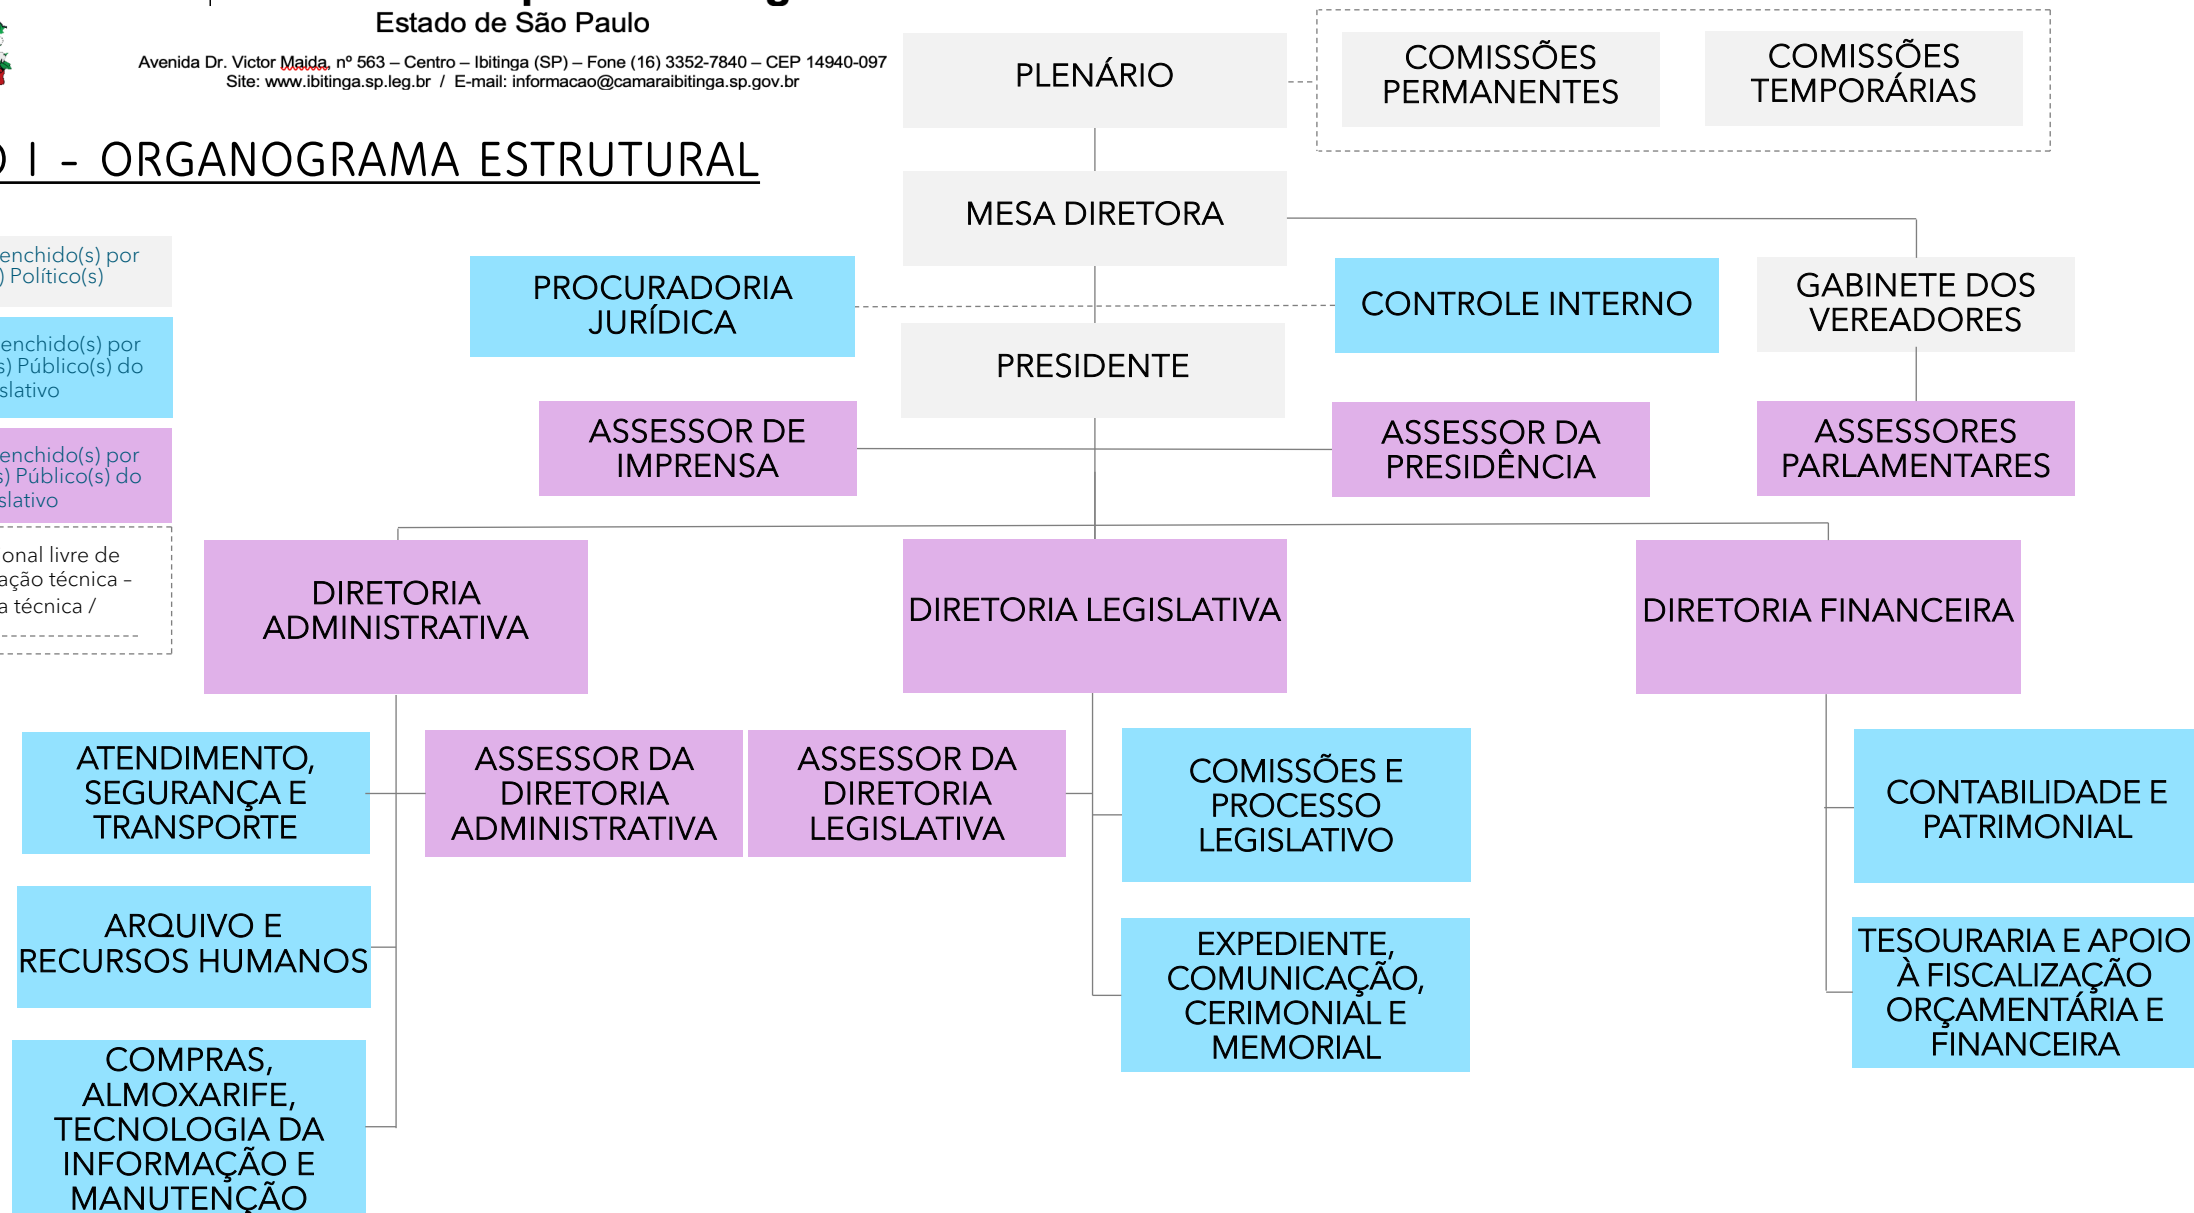 Estado de São Paulo
Avenida Dr. Victor Maida, nº 563 – Centro – Ibitinga (SP) – Fone (16) 3352-7840 – CEP 14940-097
Site: www.ibitinga.sp.leg.br / E-mail: informacao@camaraibitinga.sp.gov.br
I - ORGANOGRAMA ESTRUTURAL
enchido(s) por
) Político(s)
enchido(s) por
s) Público(s) do
slativo
enchido(s) por
s) Público(s) do
slativo
onal livre de
ação técnica –
a técnica /
PLENÁRIO
COMISSÕES
PERMANENTES
COMISSÕES
TEMPORÁRIAS
MESA DIRETORA
PROCURADORIA
JURÍDICA
CONTROLE INTERNO
GABINETE DOS
VEREADORES
PRESIDENTE
ASSESSOR DE
IMPRENSA
ASSESSOR DA
PRESIDÊNCIA
ASSESSORES
PARLAMENTARES
DIRETORIA
ADMINISTRATIVA
DIRETORIA LEGISLATIVA
DIRETORIA FINANCEIRA
ATENDIMENTO,
SEGURANÇA E
TRANSPORTE
ASSESSOR DA
DIRETORIA
ADMINISTRATIVA
ASSESSOR DA
DIRETORIA
LEGISLATIVA
COMISSÕES E
PROCESSO
LEGISLATIVO
CONTABILIDADE E
PATRIMONIAL
ARQUIVO E
RECURSOS HUMANOS
EXPEDIENTE,
COMUNICAÇÃO,
CERIMONIAL E
MEMORIAL
TESOURARIA E APOIO
À FISCALIZAÇÃO
ORÇAMENTÁRIA E
FINANCEIRA
COMPRAS,
ALMOXARIFE,
TECNOLOGIA DA
INFORMAÇÃO E
MANUTENÇÃO